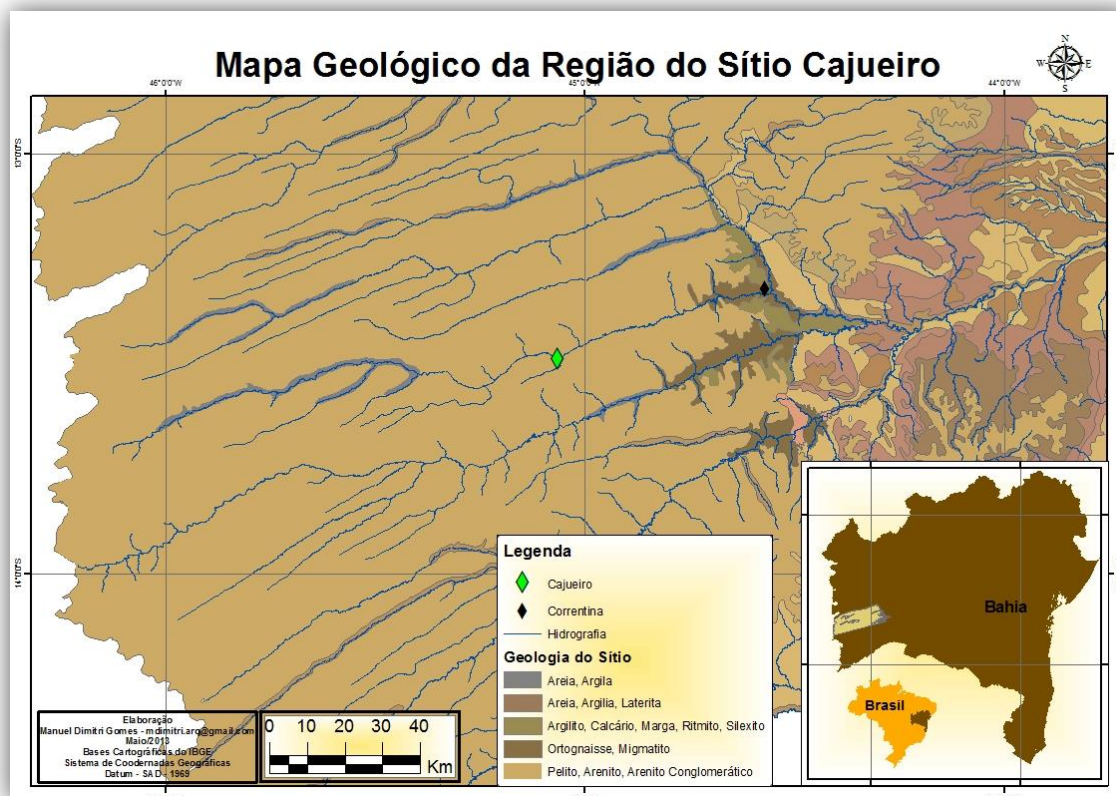 Mapa Geológico da Região do Sítio Cajueiro
N
W E
S
46°0'0"W 45°0'0"W 44°0'0"W
13°0'0"S
14°0'0"S
Legenda
Cajueiro
Correntina
Hidrografia
Geologia do Sítio
Areia, Argila
Areia, Argilia, Laterita
Argilito, Calcário, Marga, Ritmito, Silexito
Ortognaisse, Migmatito
Pelito, Arenito, Arenito Conglomerático
Bahia
Brasil
Elaboração
Manuel Dimitri Gomes - mdimitri.arq@gmail.com
Maio/2013
Bases Cartográficas do IBGE
Sistema de Coodernadas Geográficas
Datum - SAD - 1969
0 10 20 30 40
Km